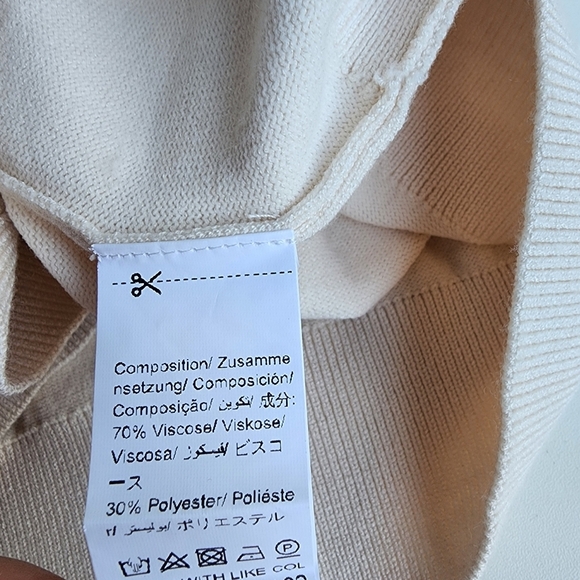 Composition/ Zusamme
nsetzung/ Composición/
Composição/ تكوين/ 成分:
70% Viscose/ Viskose/
Viscosa/ فيسكوز/ ビスコ
ース
30% Polyester/ Poliéste
r/ بوليستر/ ポリエステル
WITH LIKE COL